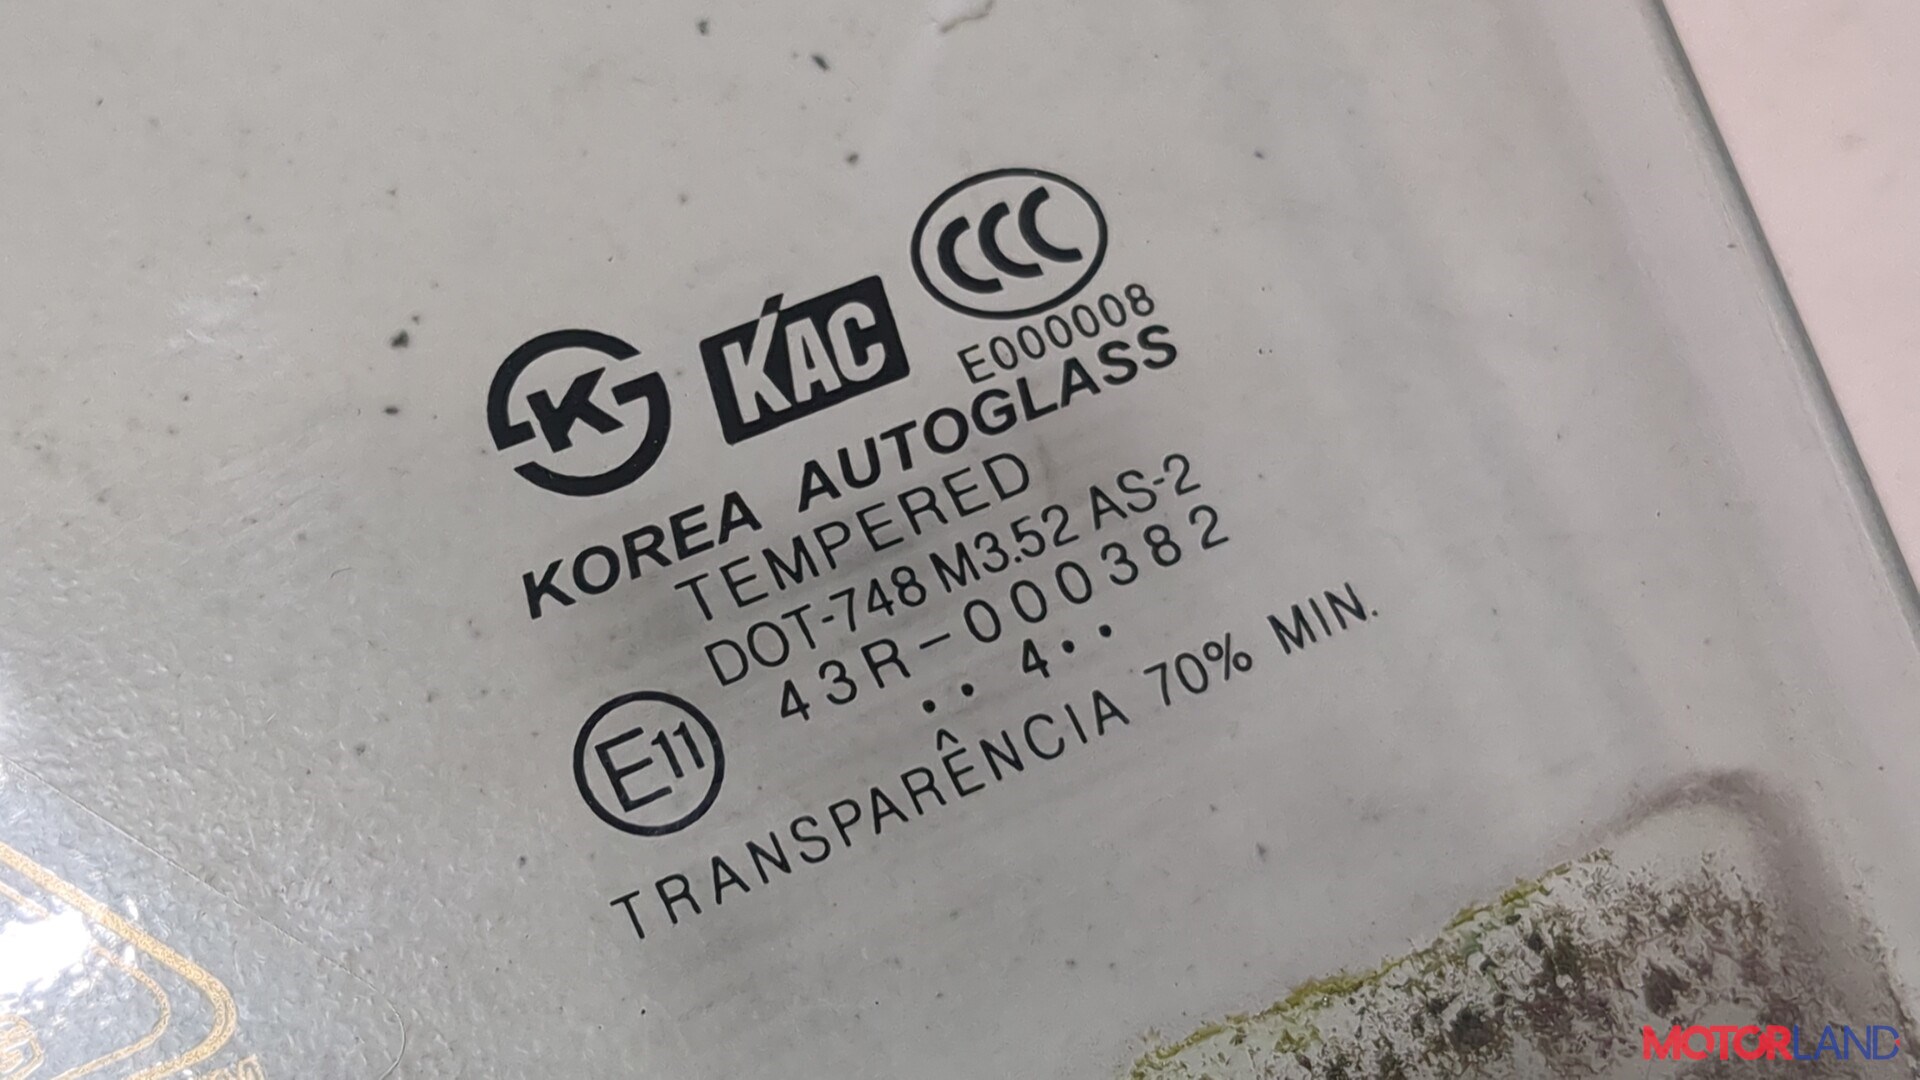 K
KAC
CCC
E000008
KOREA AUTOGLASS
TEMPERED
DOT-748 M3.52 AS-2
43R-000382
•• 4 ••
E11
TRANSPARÊNCIA 70% MIN.
MOTORLAND